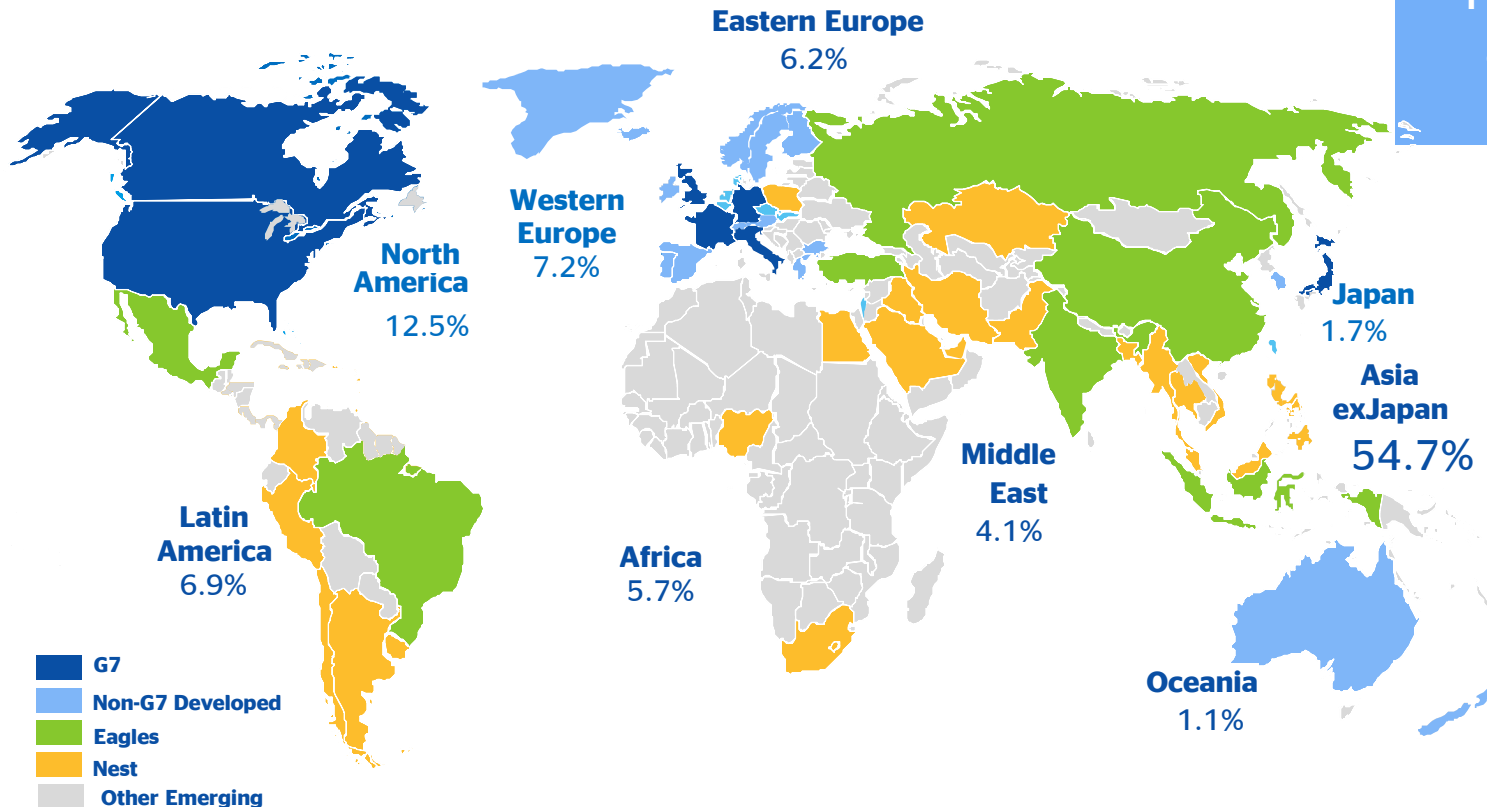 Eastern Europe
6.2%
Western
Europe
7.2%
North
America
12.5%
Japan
1.7%
Asia
exJapan
54.7%
Middle
East
4.1%
Latin
America
6.9%
Africa
5.7%
Oceania
1.1%
G7
Non-G7 Developed
Eagles
Nest
Other Emerging